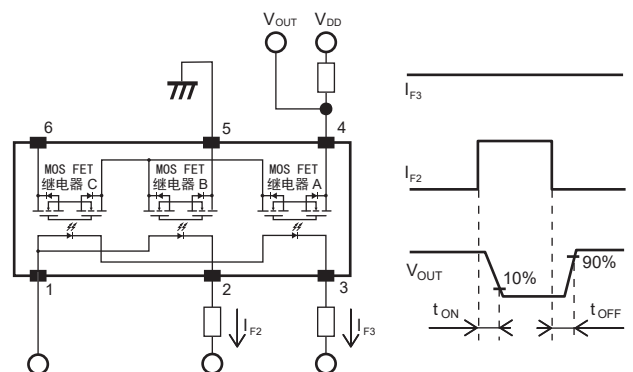 VOUT VDD
6 5 4
MOS FET
继电器 C
MOS FET
继电器 B
MOS FET
继电器 A
1 2 3
IF2 IF3
IF3
IF2
VOUT
10% 90%
tON tOFF